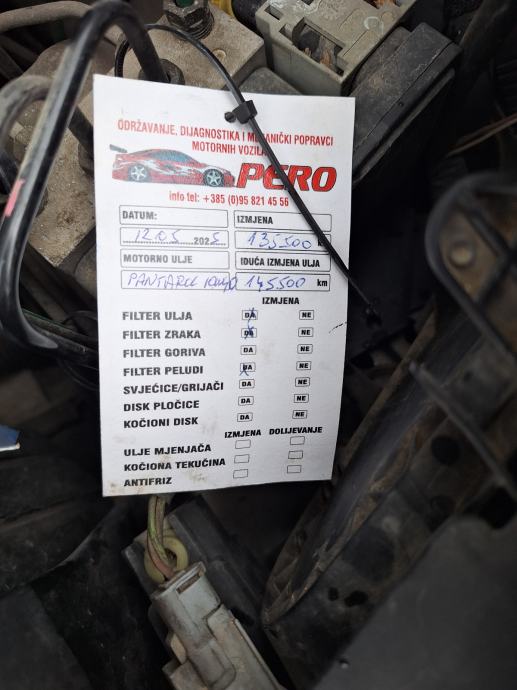 ODRŽAVANJE, DIJAGNOSTIKA I MEHANIČKI POPRAVCI
MOTORNIH VOZILA
PERO
info tel: +385 (0)95 821 45 56
DATUM: IZMJENA
12.05 2025 135500
MOTORNO ULJE IDUĆA IZMJENA ULJA
145.500 km
IZMJENA
FILTER ULJA DA NE
FILTER ZRAKA DA NE
FILTER GORIVA DA NE
FILTER PELUDI DA NE
SVJEĆICE/GRIJAČI DA NE
DISK PLOČICE DA NE
KOČIONI DISK DA NE
IZMJENA DOLIJEVANJE
ULJE MJENJAČA
KOČIONA TEKUĆINA
ANTIFRIZ